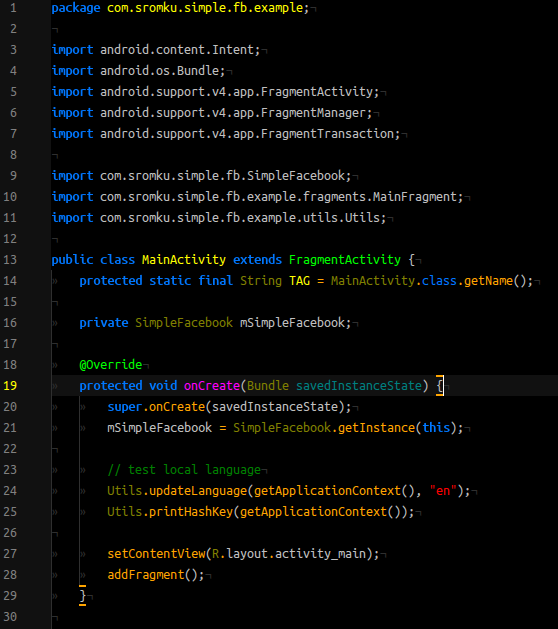 1 package com.sromku.simple.fb.example;
2
3 import android.content.Intent;
4 import android.os.Bundle;
5 import android.support.v4.app.FragmentActivity;
6 import android.support.v4.app.FragmentManager;
7 import android.support.v4.app.FragmentTransaction;
8
9 import com.sromku.simple.fb.SimpleFacebook;
10 import com.sromku.simple.fb.example.fragments.MainFragment;
11 import com.sromku.simple.fb.example.utils.Utils;
12
13 public class MainActivity extends FragmentActivity {
14 protected static final String TAG = MainActivity.class.getName();
15
16 private SimpleFacebook mSimpleFacebook;
17
18 @Override
19 protected void onCreate(Bundle savedInstanceState) {
20 super.onCreate(savedInstanceState);
21 mSimpleFacebook = SimpleFacebook.getInstance(this);
22
23 // test local language
24 Utils.updateLanguage(getApplicationContext(), "en");
25 Utils.printHashKey(getApplicationContext());
26
27 setContentView(R.layout.activity_main);
28 addFragment();
29 }
30